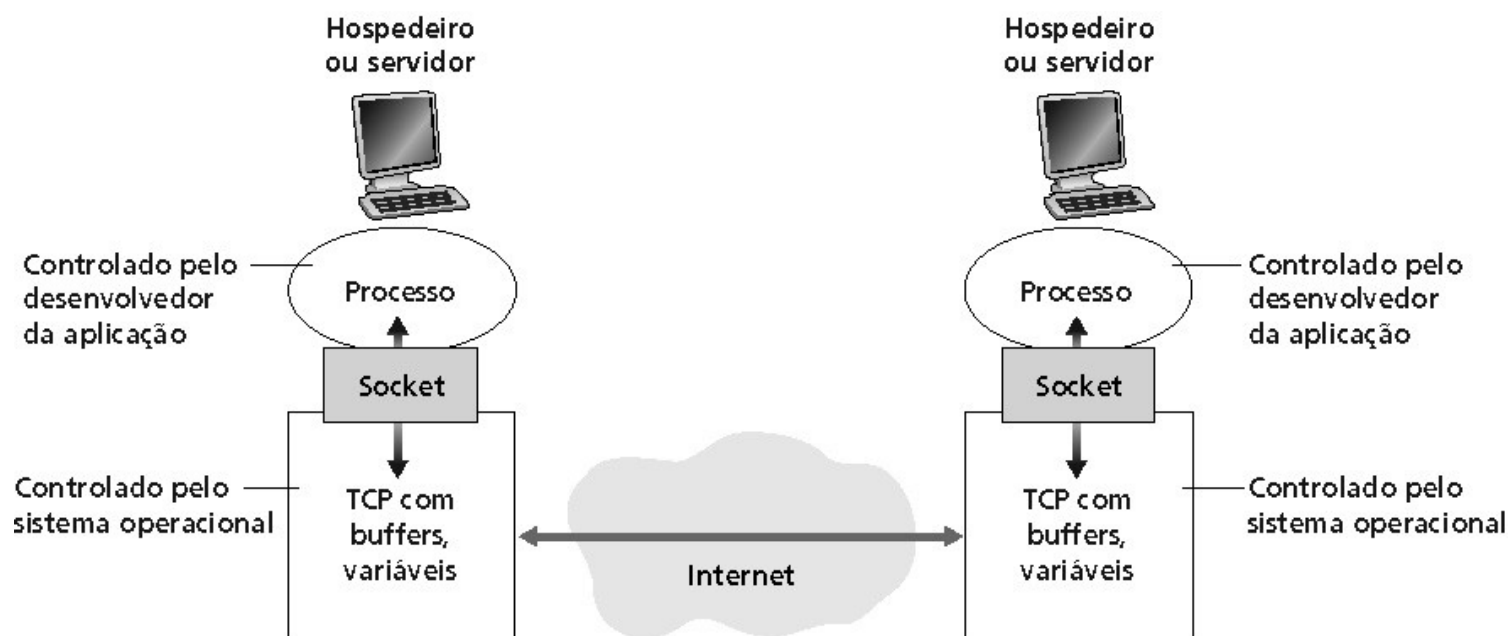 Hospedeiro
ou servidor
Hospedeiro
ou servidor
Controlado pelo
desenvolvedor
da aplicação
Processo
Processo
Controlado pelo
desenvolvedor
da aplicação
Socket
Socket
Controlado pelo
sistema operacional
TCP com
buffers,
variáveis
Internet
TCP com
buffers,
variáveis
Controlado pelo
sistema operacional